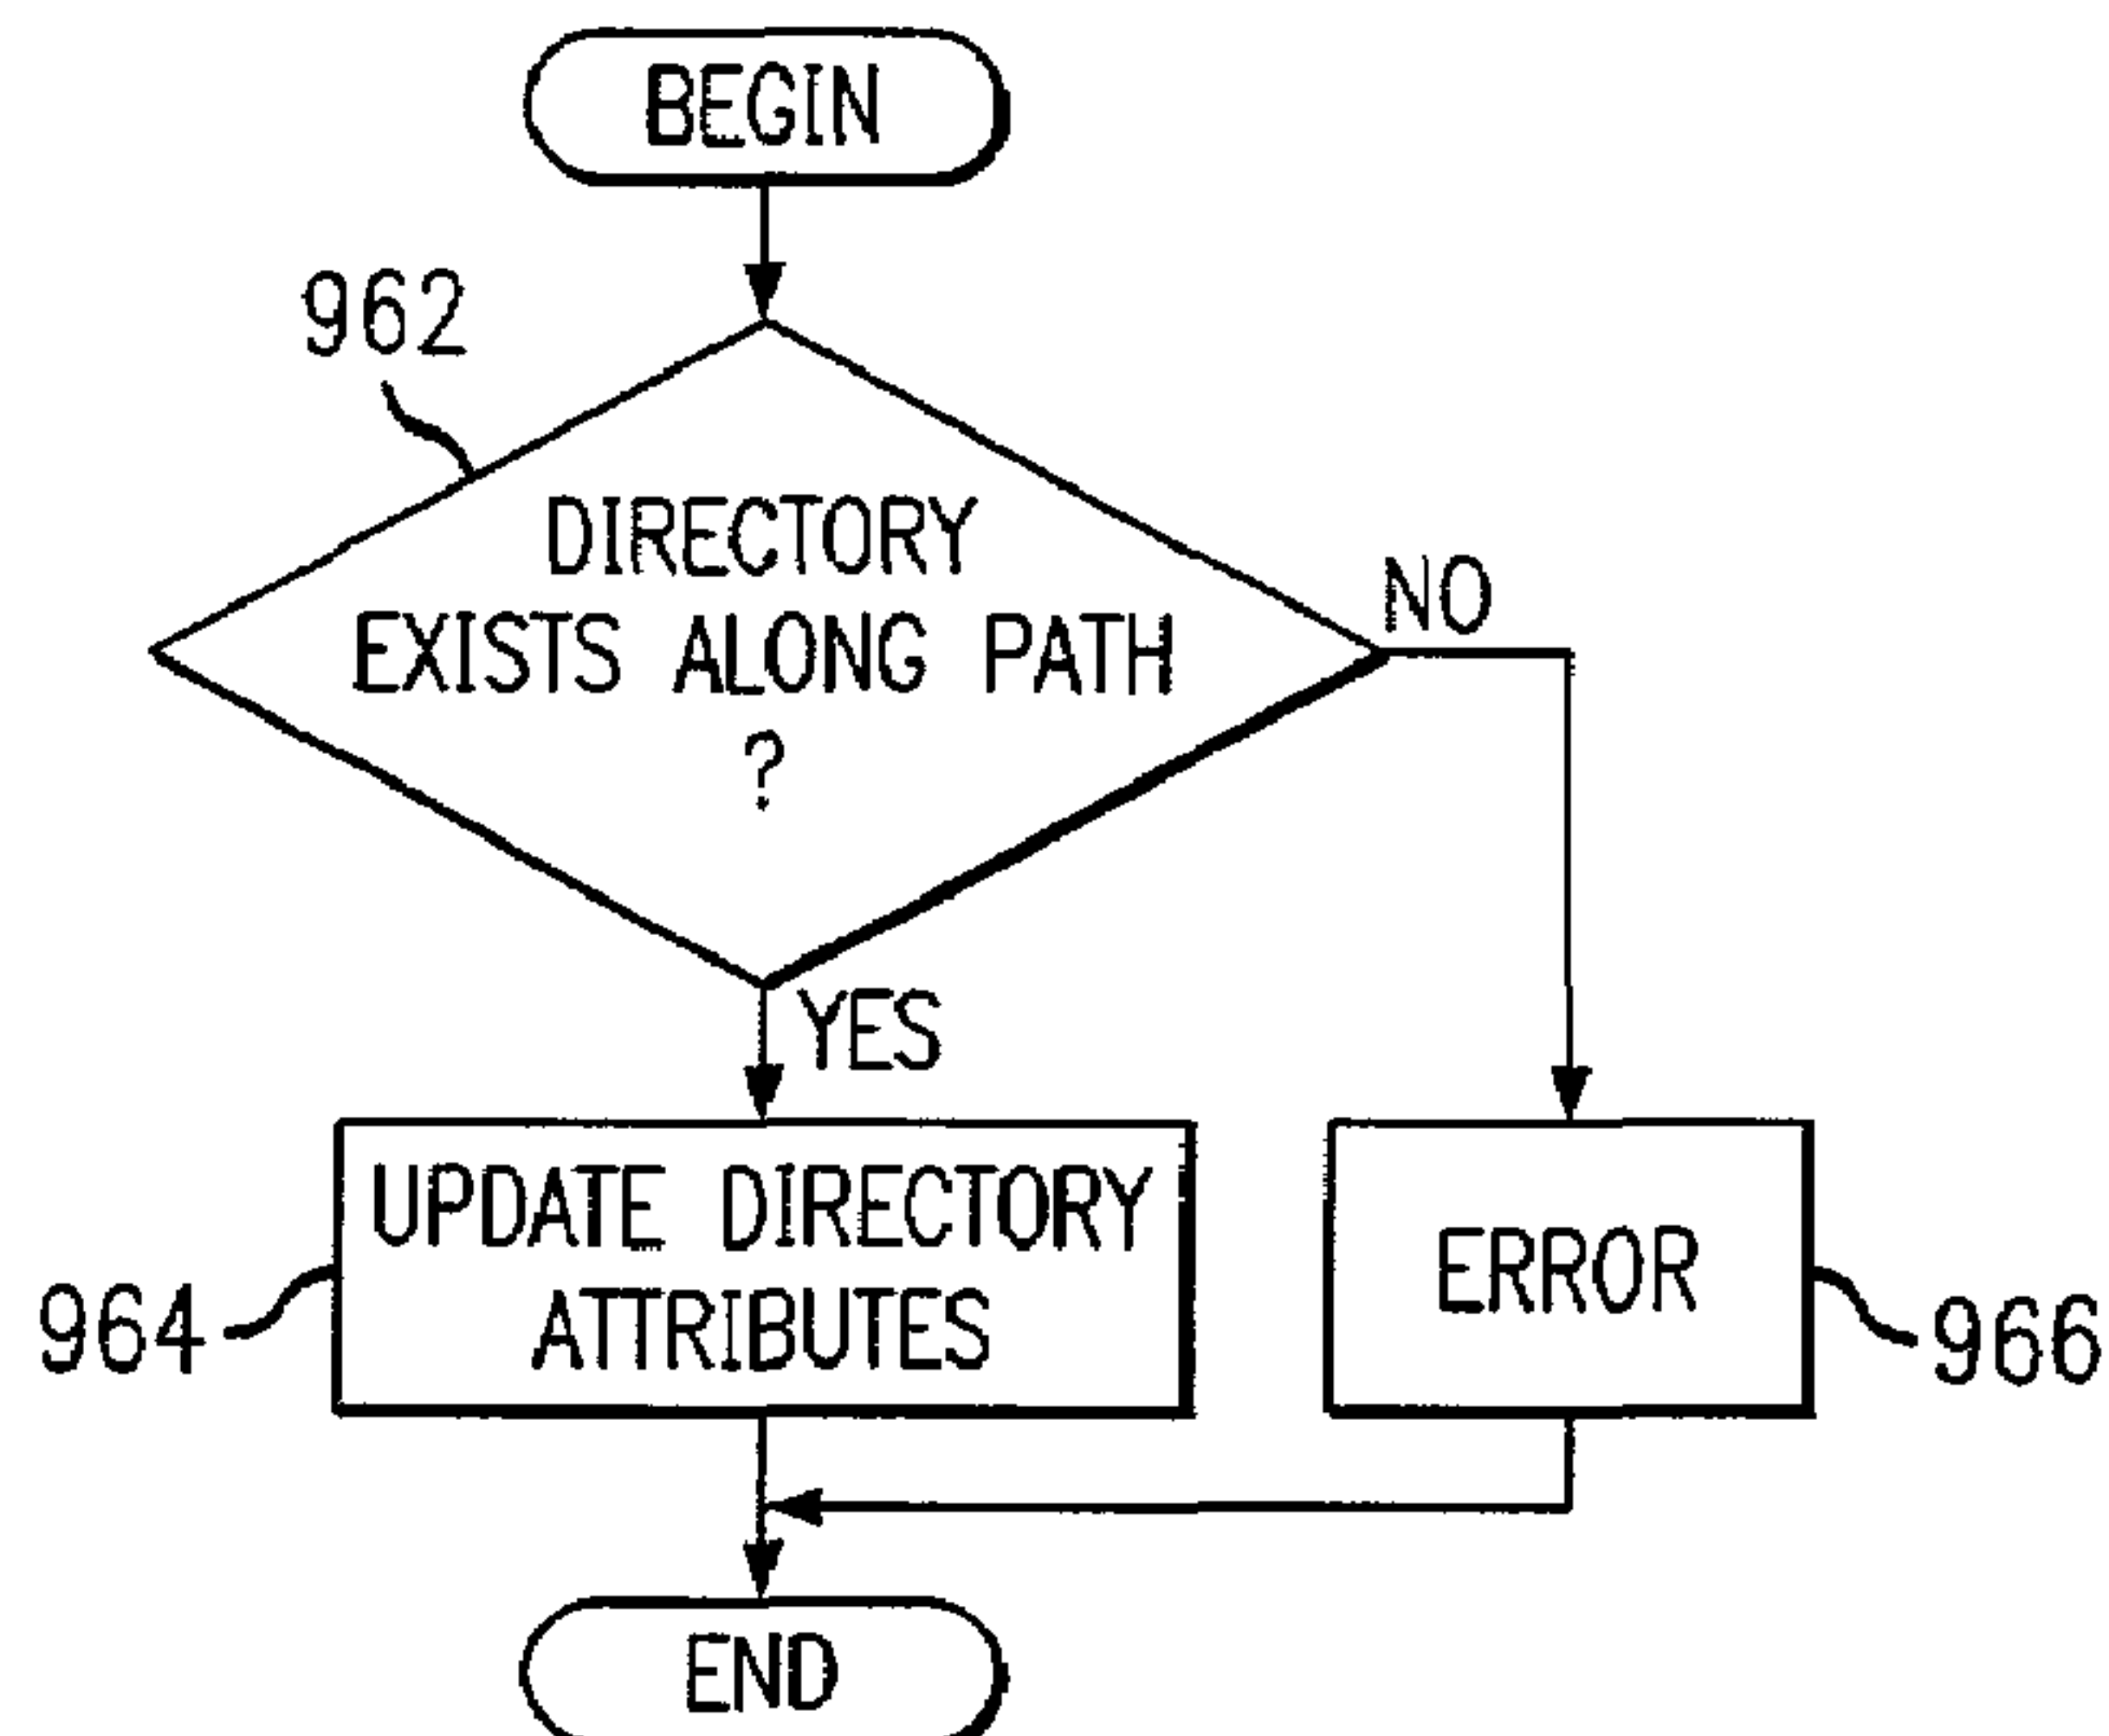 BEGIN
962
DIRECTORY
EXISTS ALONG PATH
?
NO
YES
UPDATE DIRECTORY
ATTRIBUTES
964
ERROR
966
END